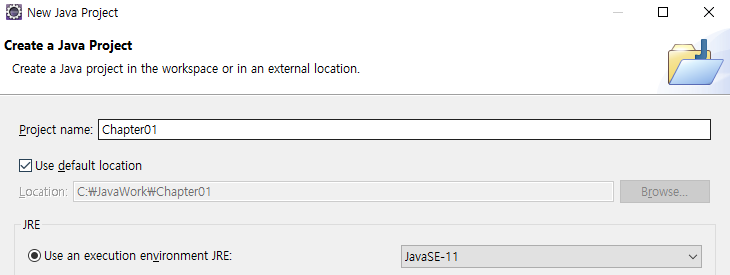 New Java Project
Create a Java Project
Create a Java project in the workspace or in an external location.
Project name: Chapter01
Use default location
Location: C:₩JavaWork₩Chapter01 Browse...
JRE
Use an execution environment JRE: JavaSE-11